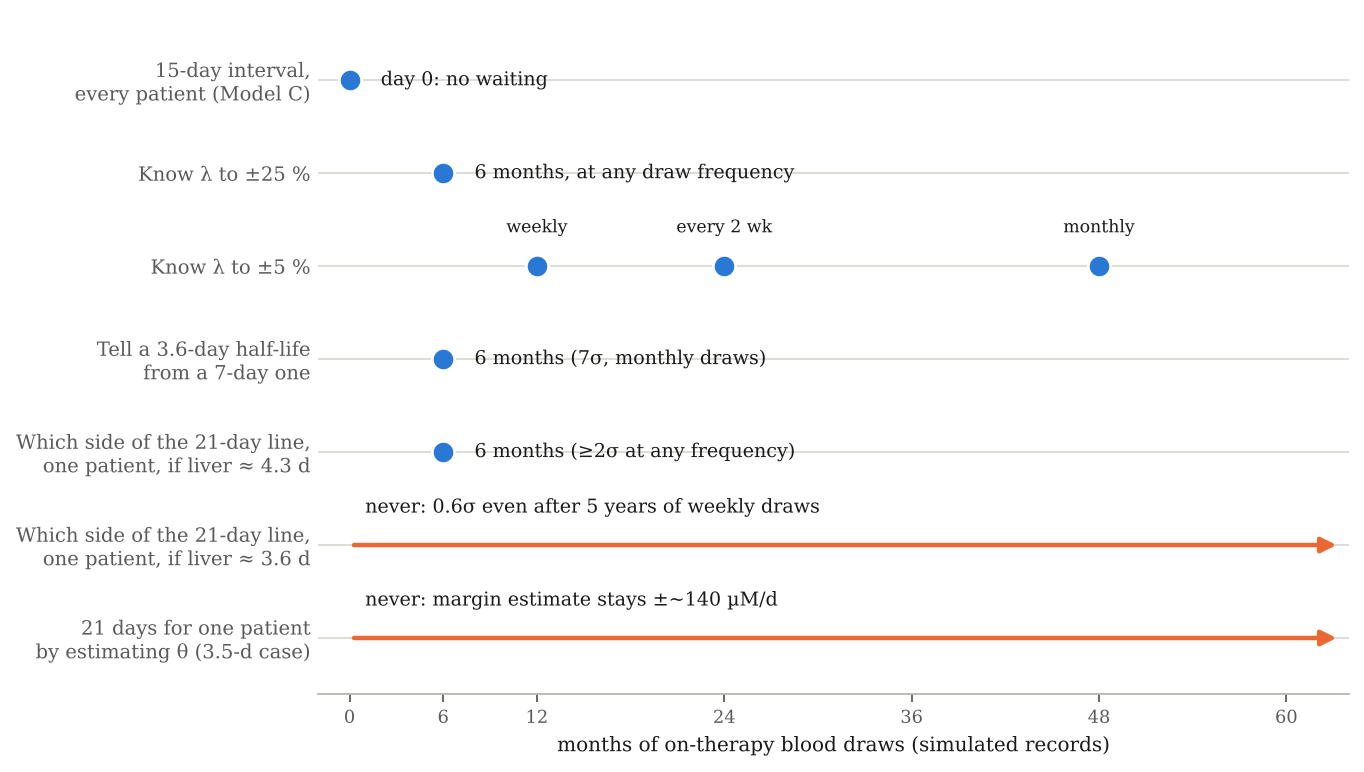 15-day interval,
every patient (Model C)
day 0: no waiting
Know λ to ±25 %
6 months, at any draw frequency
weekly
every 2 wk
monthly
Know λ to ±5 %
Tell a 3.6-day half-life
from a 7-day one
6 months (7σ, monthly draws)
Which side of the 21-day line,
one patient, if liver ≈ 4.3 d
6 months (≥2σ at any frequency)
never: 0.6σ even after 5 years of weekly draws
Which side of the 21-day line,
one patient, if liver ≈ 3.6 d
never: margin estimate stays ±~140 µM/d
21 days for one patient
by estimating θ (3.5-d case)
0 6 12 24 36 48 60
months of on-therapy blood draws (simulated records)